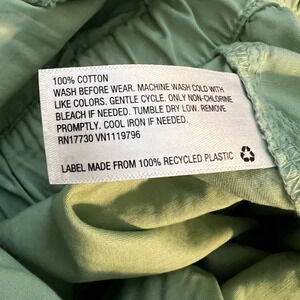 100% COTTON
WASH BEFORE WEAR. MACHINE WASH COLD WITH
LIKE COLORS. GENTLE CYCLE. ONLY NON-CHLORINE
BLEACH IF NEEDED. TUMBLE DRY LOW. REMOVE
PROMPTLY. COOL IRON IF NEEDED.
RN17730 VN1119796
LABEL MADE FROM 100% RECYCLED PLASTIC